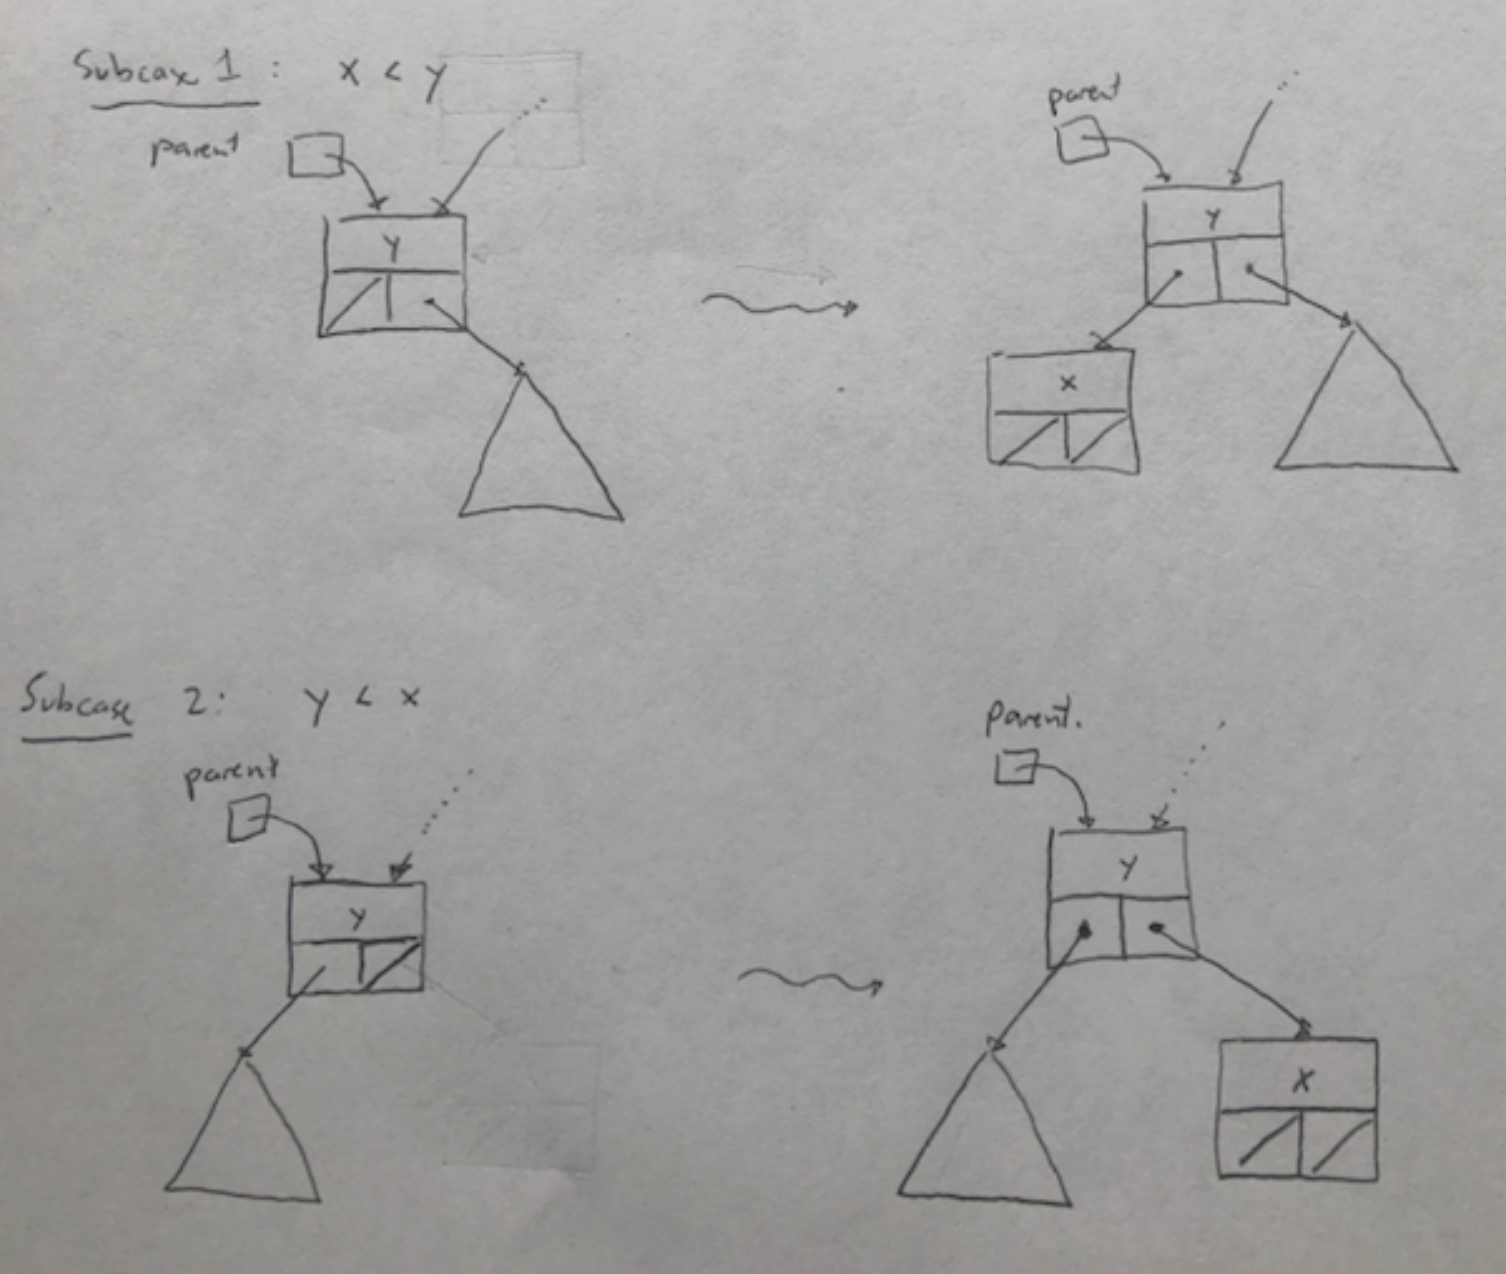 Subcase 1 : x < y
parent
parent
y
y
x
Subcase 2: y < x
parent
Parent.
y
y
x